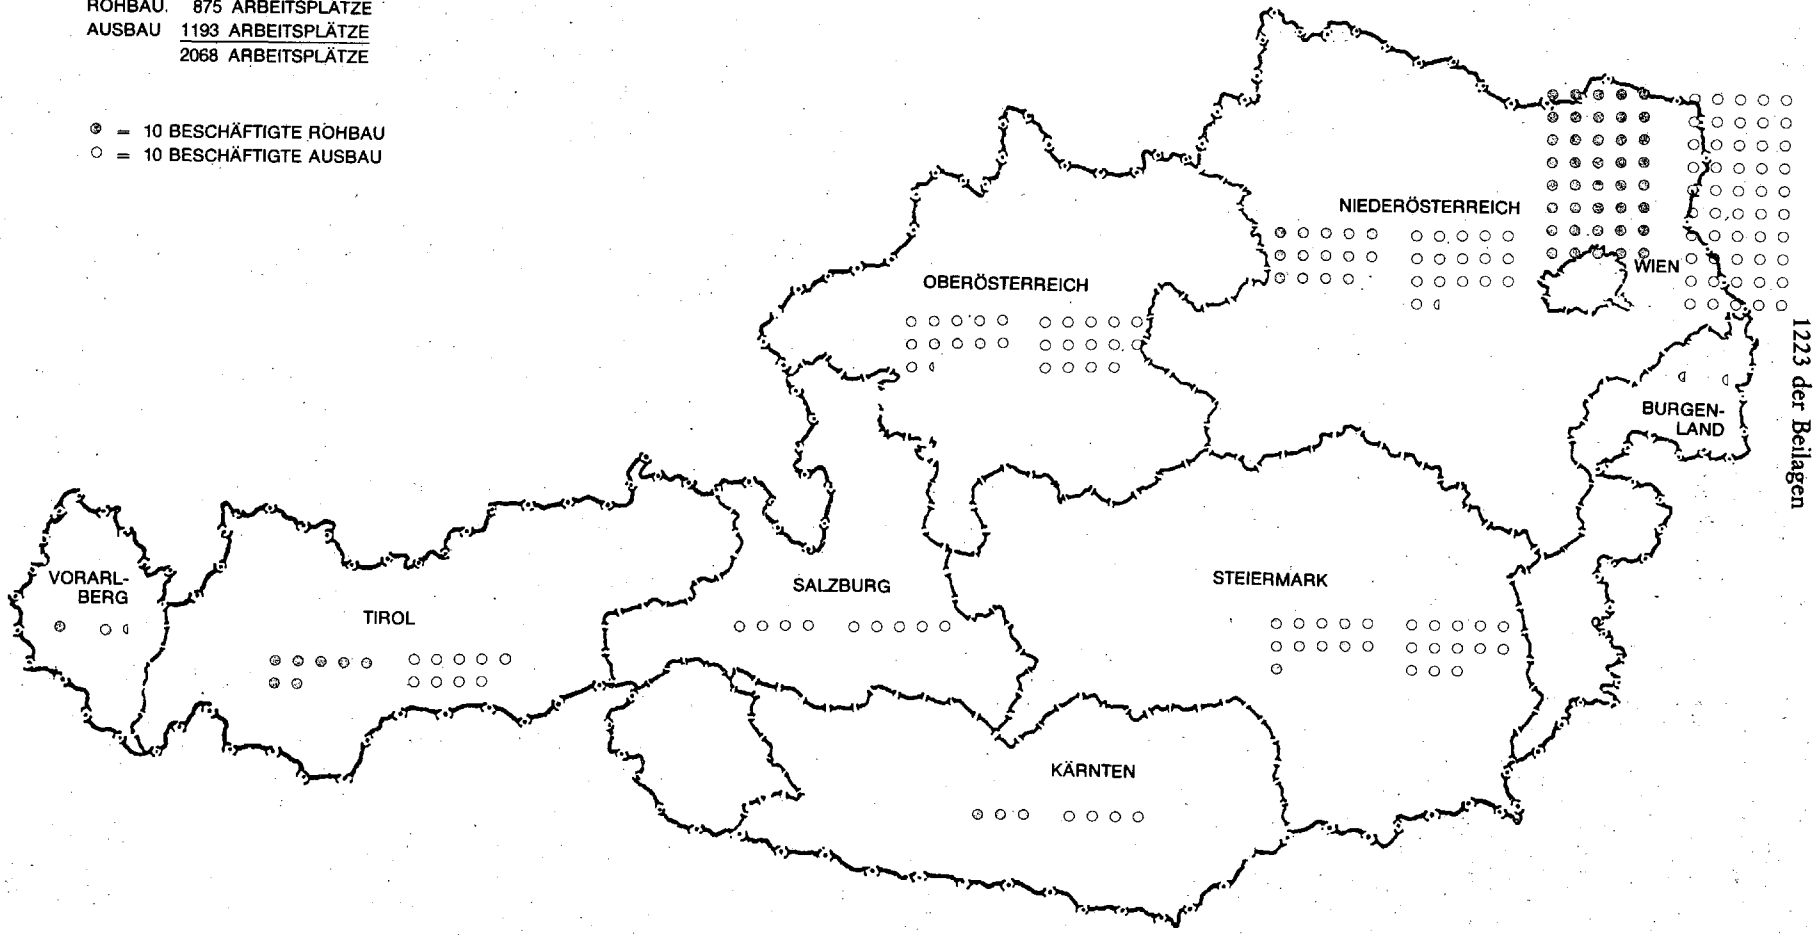 ROHBAU. 875 ARBEITSPLÄTZE
AUSBAU 1193 ARBEITSPLÄTZE
2068 ARBEITSPLÄTZE
= 10 BESCHÄFTIGTE ROHBAU
= 10 BESCHÄFTIGTE AUSBAU
NIEDERÖSTERREICH
WIEN
OBERÖSTERREICH
BURGEN-
LAND
VORARL-
BERG
TIROL
SALZBURG
STEIERMARK
KÄRNTEN
1223 der Beilagen